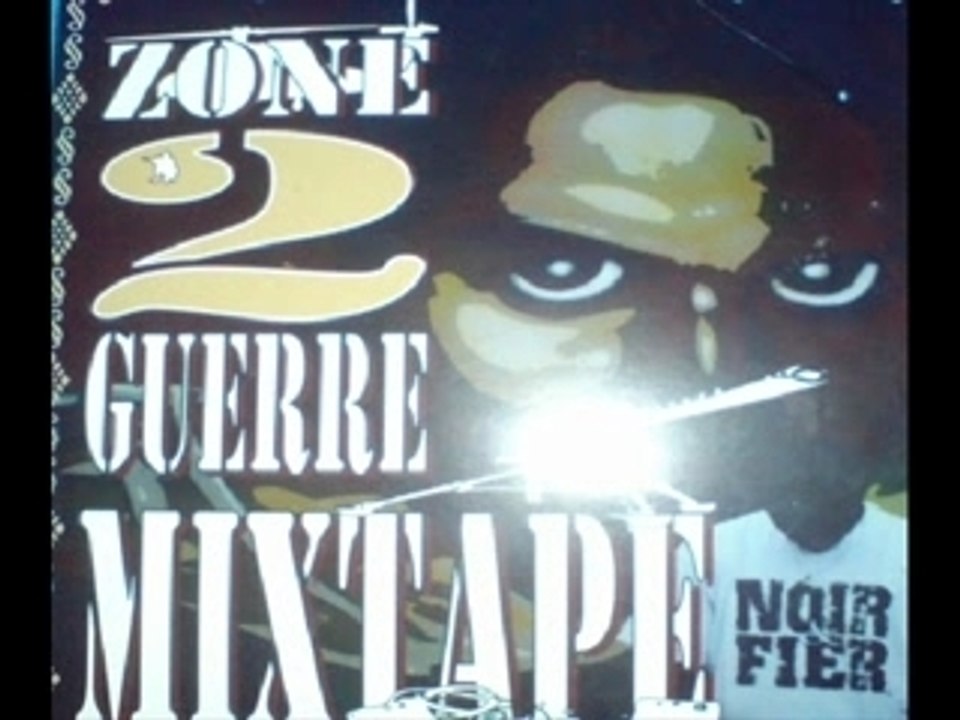 ZONE
2
GUERRE
MIXTAPE
NOIR
FIER